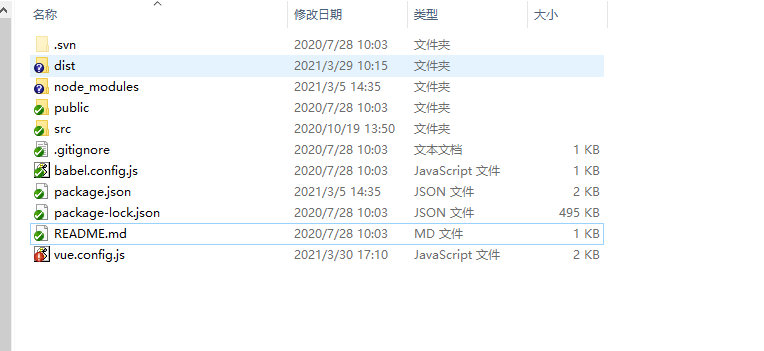 名称 修改日期 类型 大小
.svn 2020/7/28 10:03 文件夹
dist 2021/3/29 10:15 文件夹
node_modules 2021/3/5 14:35 文件夹
public 2020/7/28 10:03 文件夹
src 2020/10/19 13:50 文件夹
.gitignore 2020/7/28 10:03 文本文档 1 KB
babel.config.js 2020/7/28 10:03 JavaScript 文件 1 KB
package.json 2021/3/5 14:35 JSON 文件 2 KB
package-lock.json 2020/7/28 10:03 JSON 文件 495 KB
README.md 2020/7/28 10:03 MD 文件 1 KB
vue.config.js 2021/3/30 17:10 JavaScript 文件 2 KB